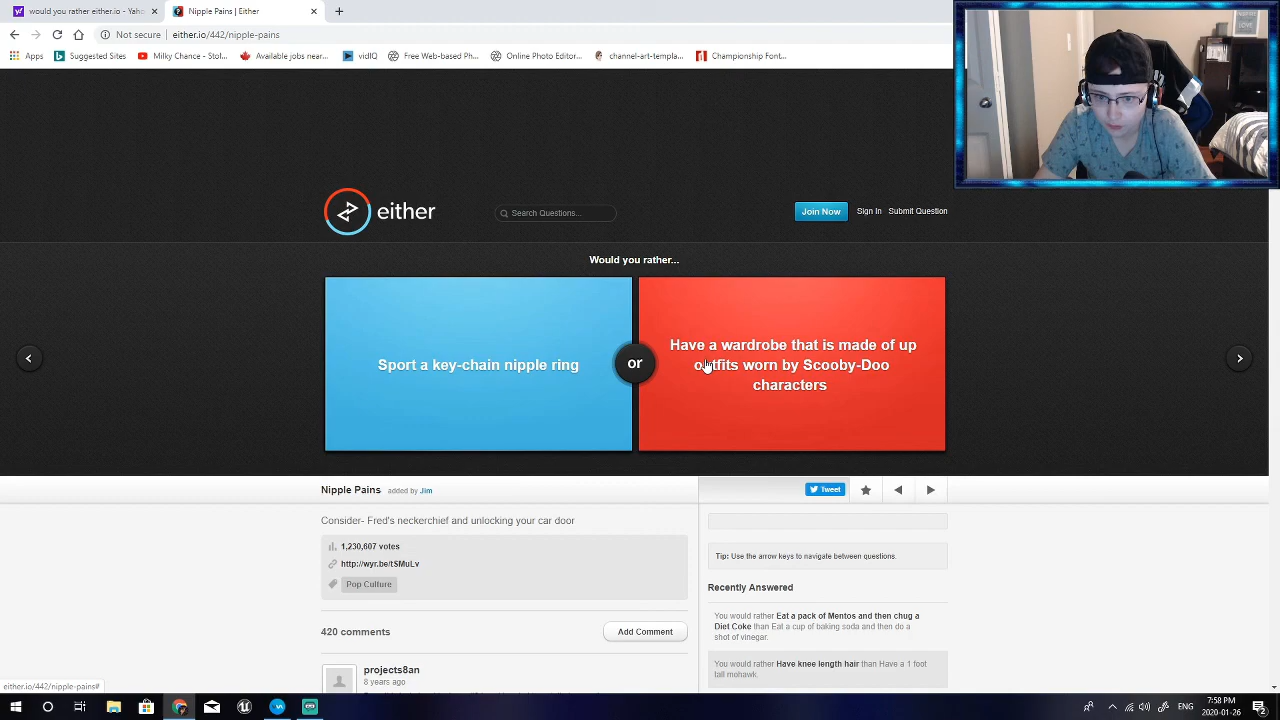 would you rather either.io - Yaho
Nipple Pains | Either
Not secure | either.io/442/nipple-pains
Apps
Suggested Sites
Milky Chance - Stol...
Available jobs near...
vidIQ
Free Web-based Ph...
Online Photo Editor...
channel-art-templa...
Championship Font...
either
Search Questions...
Join Now
Sign In
Submit Question
Would you rather...
Sport a key-chain nipple ring
or
Have a wardrobe that is made of up
outfits worn by Scooby-Doo
characters
Nipple Pains added by Jim
Tweet
Consider- Fred's neckerchief and unlocking your car door
1,230,607 votes
http://wyr.be/tSMuLv
Pop Culture
Tip: Use the arrow keys to navigate between questions.
Recently Answered
You would rather Eat a pack of Mentos and then chug a
Diet Coke than Eat a cup of baking soda and then do a
shot of vinegar.
420 comments
Add Comment
You would rather Have knee length hair than Have a 1 foot
tall mohawk.
projects8an
8 years ago
either.io/442/nipple-pains#
ENG
7:58 PM
2020-01-26